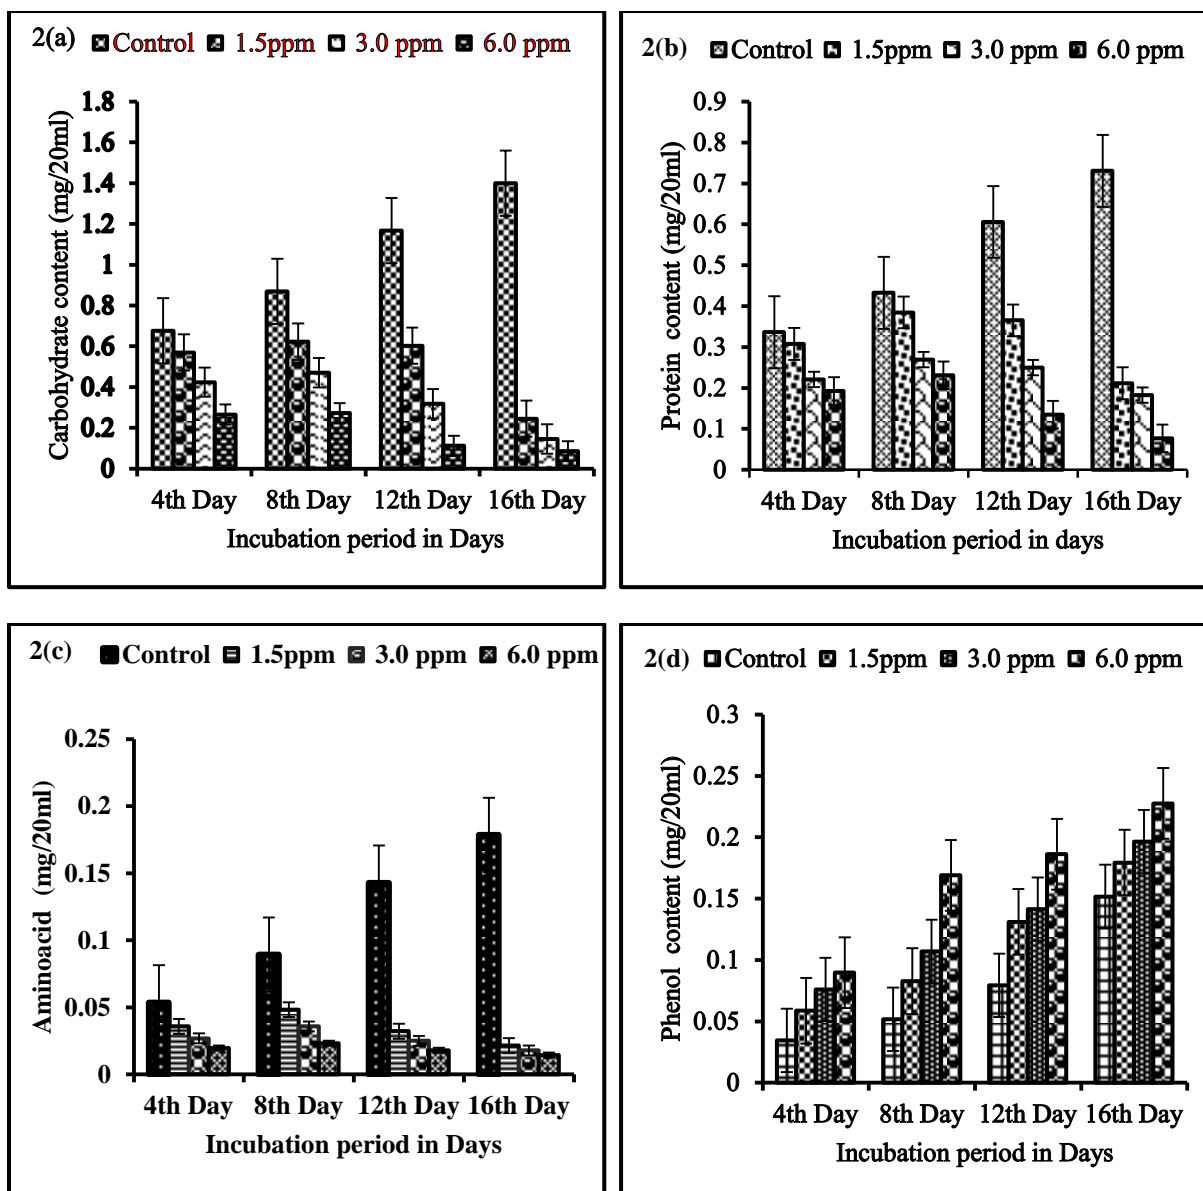 2(a) Control 1.5ppm 3.0 ppm 6.0 ppm
Carbohydrate content (mg/20ml)
1.8
1.6
1.4
1.2
1
0.8
0.6
0.4
0.2
0
4th Day 8th Day 12th Day 16th Day
Incubation period in Days
2(b) Control 1.5ppm 3.0 ppm 6.0 ppm
Protein content (mg/20ml)
0.9
0.8
0.7
0.6
0.5
0.4
0.3
0.2
0.1
0
4th Day 8th Day 12th Day 16th Day
Incubation period in days
2(c) Control 1.5ppm 3.0 ppm 6.0 ppm
Aminoacid (mg/20ml)
0.25
0.2
0.15
0.1
0.05
0
4th Day 8th Day 12th Day 16th Day
Incubation period in Days
2(d) Control 1.5ppm 3.0 ppm 6.0 ppm
Phenol content (mg/20ml)
0.3
0.25
0.2
0.15
0.1
0.05
0
4th Day 8th Day 12th Day 16th Day
Incubation period in Days